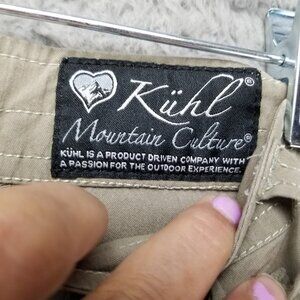 Kühl®
Mountain Culture®
KÜHL IS A PRODUCT DRIVEN COMPANY WITH
A PASSION FOR THE OUTDOOR EXPERIENCE.